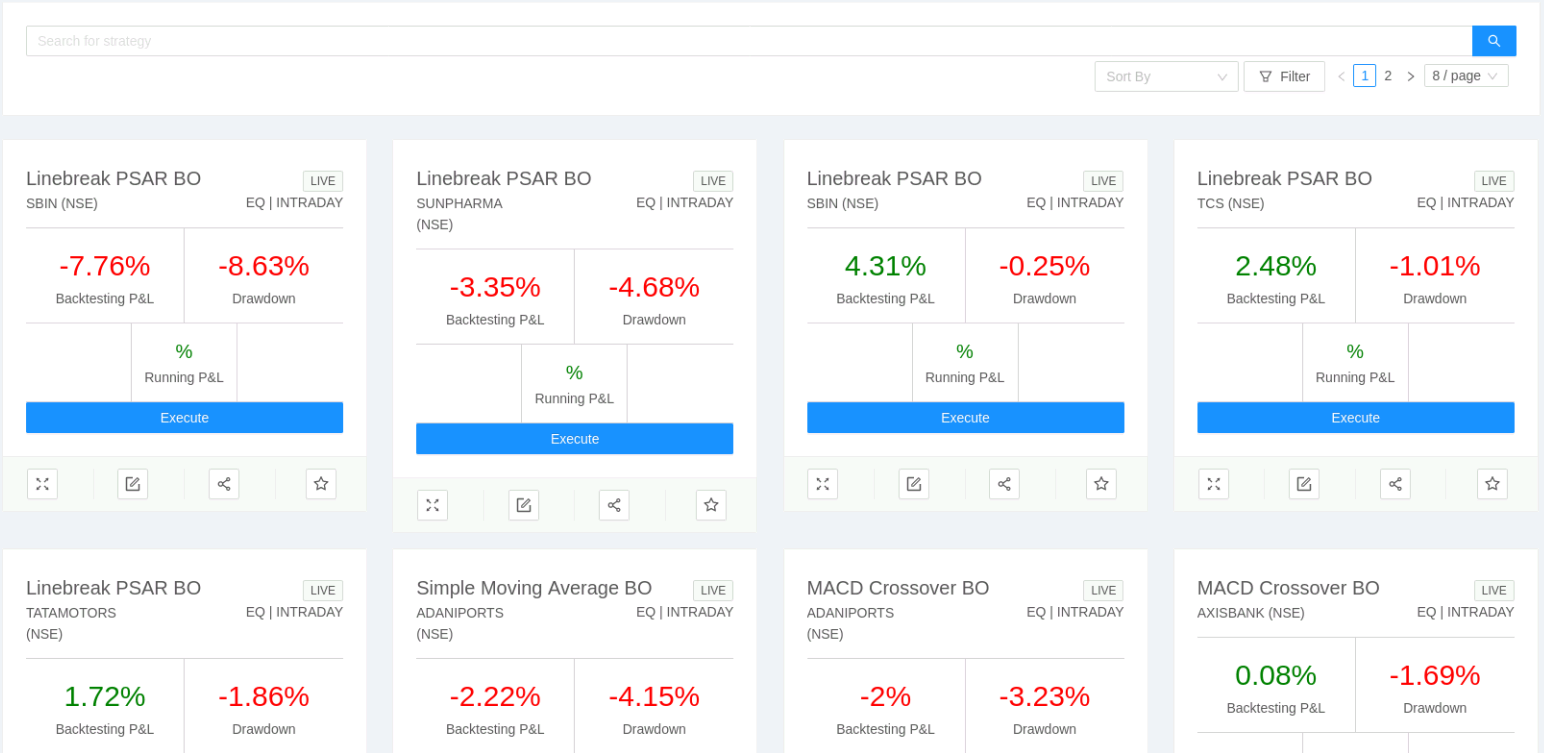 Search for strategy
Sort By
Filter
1
2
8 / page
Linebreak PSAR BO
LIVE
SBIN (NSE)
EQ | INTRADAY
-7.76%
Backtesting P&L
-8.63%
Drawdown
%
Running P&L
Execute
Linebreak PSAR BO
LIVE
SUNPHARMA
(NSE)
EQ | INTRADAY
-3.35%
Backtesting P&L
-4.68%
Drawdown
%
Running P&L
Execute
Linebreak PSAR BO
LIVE
SBIN (NSE)
EQ | INTRADAY
4.31%
Backtesting P&L
-0.25%
Drawdown
%
Running P&L
Execute
Linebreak PSAR BO
LIVE
TCS (NSE)
EQ | INTRADAY
2.48%
Backtesting P&L
-1.01%
Drawdown
%
Running P&L
Execute
Linebreak PSAR BO
LIVE
TATAMOTORS
(NSE)
EQ | INTRADAY
1.72%
Backtesting P&L
-1.86%
Drawdown
Simple Moving Average BO
LIVE
ADANIPORTS
(NSE)
EQ | INTRADAY
-2.22%
Backtesting P&L
-4.15%
Drawdown
MACD Crossover BO
LIVE
ADANIPORTS
(NSE)
EQ | INTRADAY
-2%
Backtesting P&L
-3.23%
Drawdown
MACD Crossover BO
LIVE
AXISBANK (NSE)
EQ | INTRADAY
0.08%
Backtesting P&L
-1.69%
Drawdown